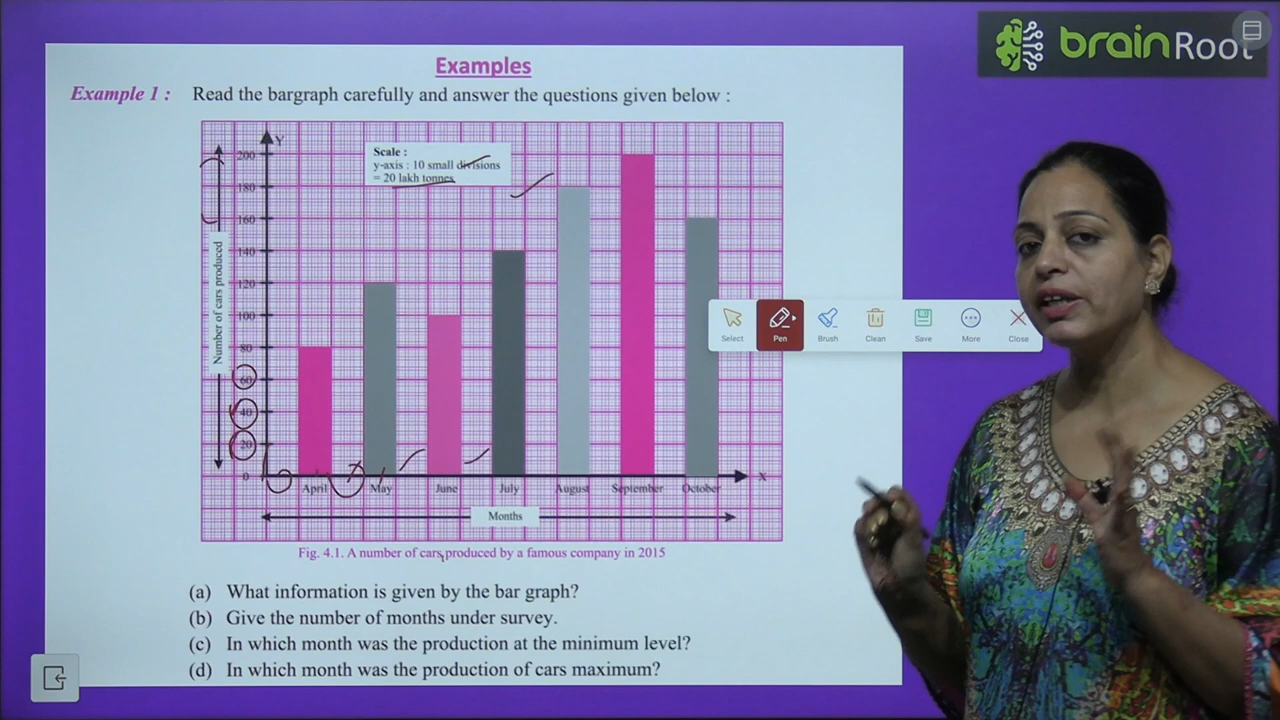 brainRoot
Examples
Example 1 : Read the bargraph carefully and answer the questions given below :
Y
Scale :
y-axis : 10 small divisions
= 20 lakh tonnes
200
180
160
140
120
100
80
60
40
20
0
Number of cars produced
April May June July August September October X
Months
Fig. 4.1. A number of cars produced by a famous company in 2015
Select Pen Brush Clean Save More Close
(a) What information is given by the bar graph?
(b) Give the number of months under survey.
(c) In which month was the production at the minimum level?
(d) In which month was the production of cars maximum?